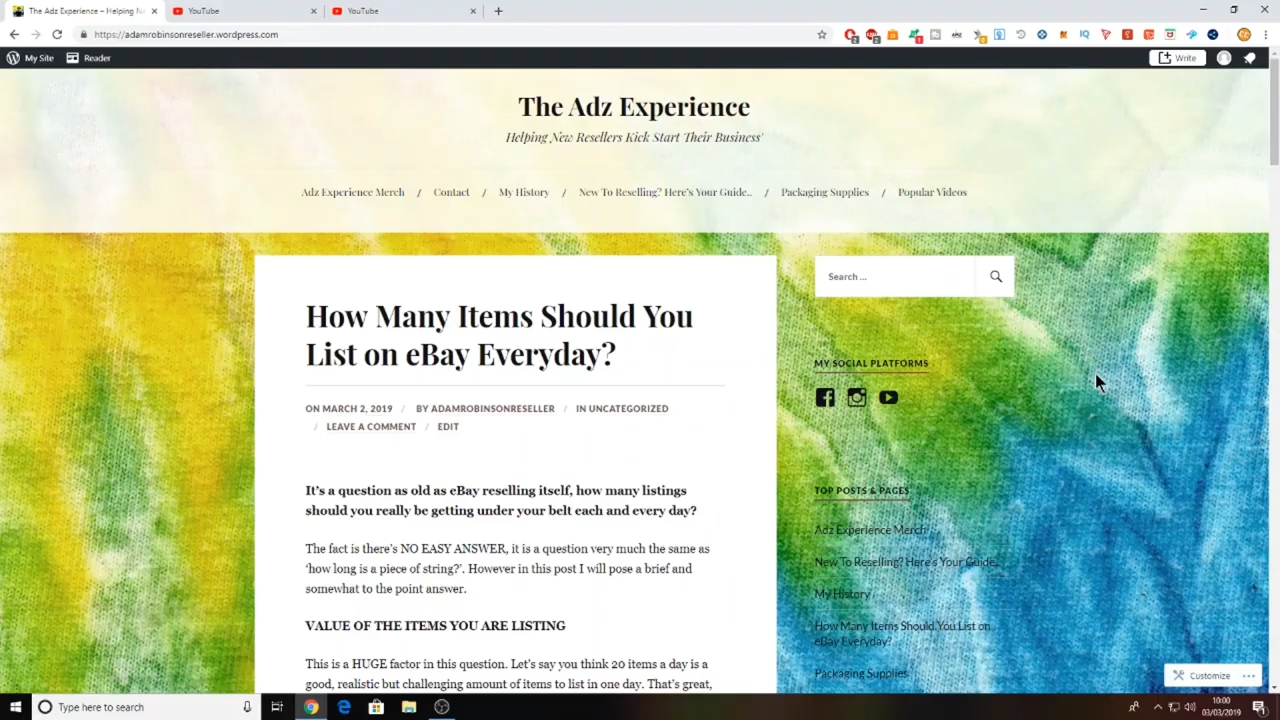 The Adz Experience – Helping N
YouTube
YouTube
https://adamrobinsonreseller.wordpress.com
My Site
Reader
Write
The Adz Experience
Helping New Resellers Kick Start Their Business'
Adz Experience Merch / Contact / My History / New To Reselling? Here's Your Guide.. / Packaging Supplies / Popular Videos
How Many Items Should You
List on eBay Everyday?
ON MARCH 2, 2019 / BY ADAMROBINSONRESELLER / IN UNCATEGORIZED
/ LEAVE A COMMENT / EDIT
It's a question as old as eBay reselling itself, how many listings
should you really be getting under your belt each and every day?
The fact is there's NO EASY ANSWER, it is a question very much the same as
'how long is a piece of string?'. However in this post I will pose a brief and
somewhat to the point answer.
VALUE OF THE ITEMS YOU ARE LISTING
This is a HUGE factor in this question. Let's say you think 20 items a day is a
good, realistic but challenging amount of items to list in one day. That's great,
Search ...
MY SOCIAL PLATFORMS
TOP POSTS & PAGES
Adz Experience Merch
New To Reselling? Here's Your Guide..
My History
How Many Items Should You List on
eBay Everyday?
Packaging Supplies
Customize
Type here to search
10:00
03/03/2019